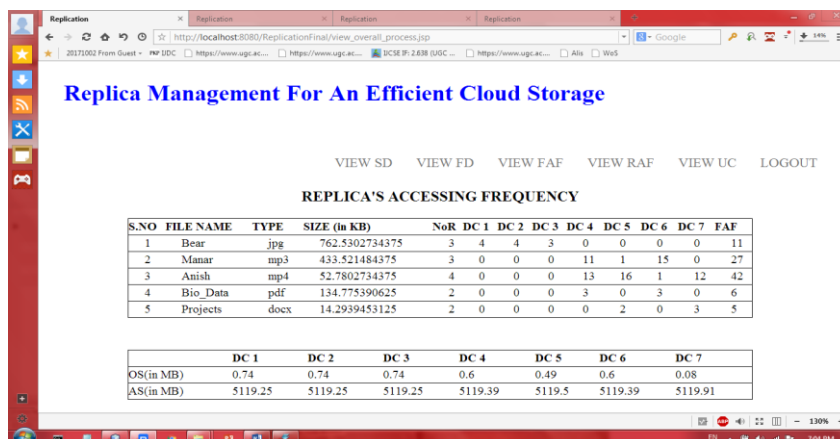 Replication Replication Replication Replication
http://localhost:8080/ReplicationFinal/view_overall_process.jsp Google 14%
20171002 From Guest UDC https://www.ugc.ac.... https://www.ugc.ac.... IJCSE IF: 2.638 (UGC ... https://www.ugc.ac.... Alis WoS
Replica Management For An Efficient Cloud Storage
VIEW SD VIEW FD VIEW FAF VIEW RAF VIEW UC LOGOUT
REPLICA'S ACCESSING FREQUENCY
S.NO FILE NAME TYPE SIZE (in KB) NoR DC 1 DC 2 DC 3 DC 4 DC 5 DC 6 DC 7 FAF
1 Bear jpg 762.5302734375 3 4 4 3 0 0 0 0 11
2 Manar mp3 433.521484375 3 0 0 0 11 1 15 0 27
3 Anish mp4 52.7802734375 4 0 0 0 13 16 1 12 42
4 Bio_Data pdf 134.775390625 2 0 0 0 3 0 3 0 6
5 Projects docx 14.2939453125 2 0 0 0 0 2 0 3 5
DC 1 DC 2 DC 3 DC 4 DC 5 DC 6 DC 7
OS(in MB) 0.74 0.74 0.74 0.6 0.49 0.6 0.08
AS(in MB) 5119.25 5119.25 5119.25 5119.39 5119.5 5119.39 5119.91
ABP 130%